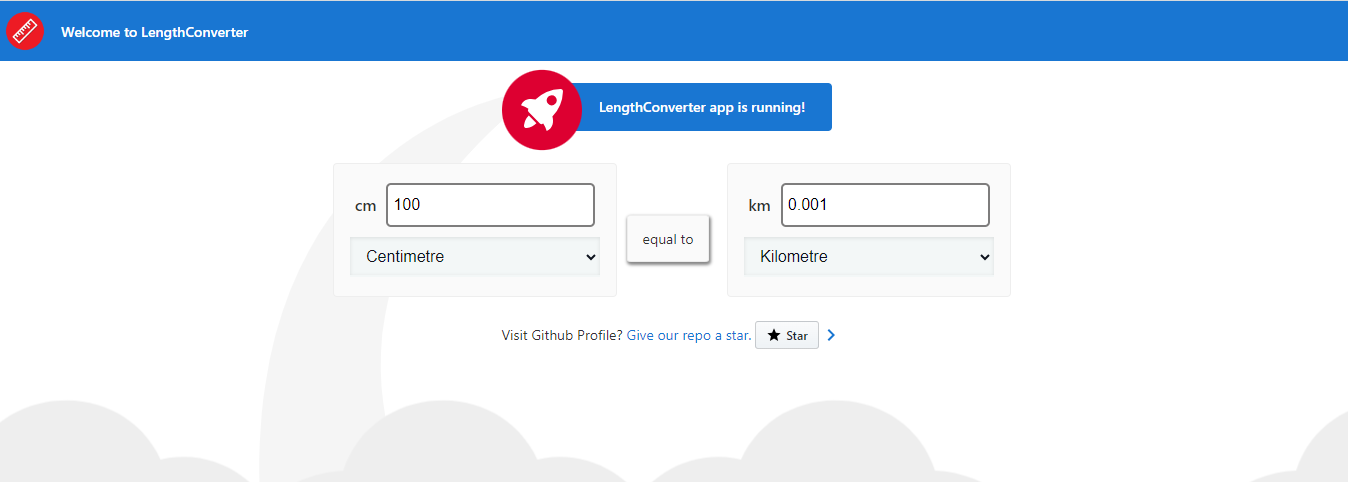 Welcome to LengthConverter
LengthConverter app is running!
cm 100
Centimetre
equal to
km 0.001
Kilometre
Visit Github Profile? Give our repo a star. Star